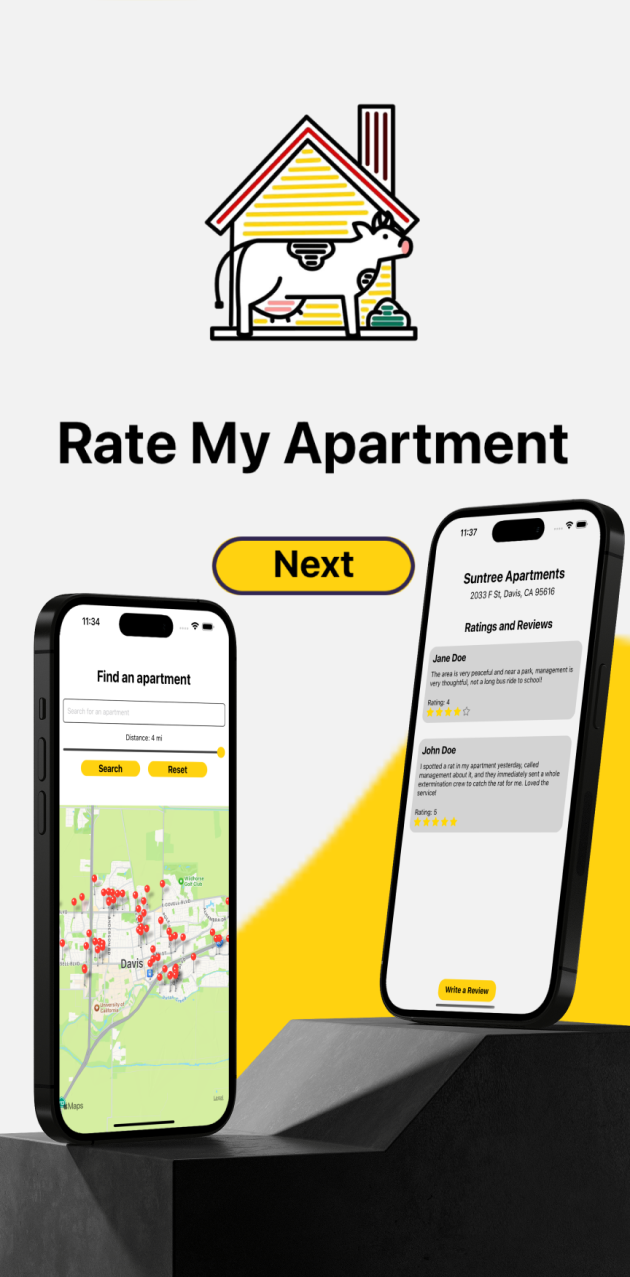 Rate My Apartment
Next
11:34
Find an apartment
Search for an apartment
Distance: 4 mi
Search
Reset
Wildhorse
Golf Club
Davis
University of
California
Maps
Legal
11:37
Suntree Apartments
2033 F St, Davis, CA 95616
Ratings and Reviews
Jane Doe
The area is very peaceful and near a park, management is
very thoughtful, not a long bus ride to school!
Rating: 4
John Doe
I spotted a rat in my apartment yesterday, called
management about it, and they immediately sent a whole
extermination crew to catch the rat for me. Loved the
service!
Rating: 5
Write a Review